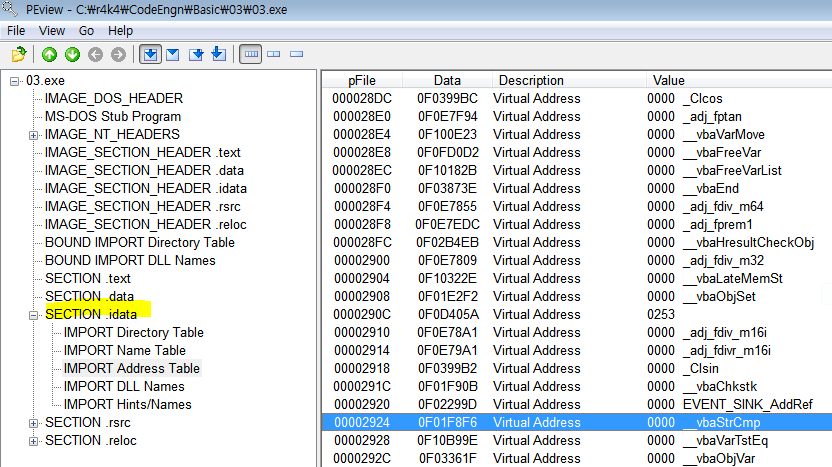 PEview - C:₩r4k4₩CodeEngn₩Basic₩03₩03.exe
File View Go Help
03.exe
IMAGE_DOS_HEADER
MS-DOS Stub Program
IMAGE_NT_HEADERS
IMAGE_SECTION_HEADER .text
IMAGE_SECTION_HEADER .data
IMAGE_SECTION_HEADER .idata
IMAGE_SECTION_HEADER .rsrc
IMAGE_SECTION_HEADER .reloc
BOUND IMPORT Directory Table
BOUND IMPORT DLL Names
SECTION .text
SECTION .data
SECTION .idata
IMPORT Directory Table
IMPORT Name Table
IMPORT Address Table
IMPORT DLL Names
IMPORT Hints/Names
SECTION .rsrc
SECTION .reloc
pFile Data Description Value
000028DC 0F0399BC Virtual Address 0000 _CIcos
000028E0 0F0E7F94 Virtual Address 0000 _adj_fptan
000028E4 0F100E23 Virtual Address 0000 __vbaVarMove
000028E8 0F0FD0D2 Virtual Address 0000 __vbaFreeVar
000028EC 0F10182B Virtual Address 0000 __vbaFreeVarList
000028F0 0F03873E Virtual Address 0000 __vbaEnd
000028F4 0F0E7855 Virtual Address 0000 _adj_fdiv_m64
000028F8 0F0E7EDC Virtual Address 0000 _adj_fprem1
000028FC 0F02B4EB Virtual Address 0000 __vbaHresultCheckObj
00002900 0F0E7809 Virtual Address 0000 _adj_fdiv_m32
00002904 0F10322E Virtual Address 0000 __vbaLateMemSt
00002908 0F01E2F2 Virtual Address 0000 __vbaObjSet
0000290C 0F0D405A Virtual Address 0253
00002910 0F0E78A1 Virtual Address 0000 _adj_fdiv_m16i
00002914 0F0E79A1 Virtual Address 0000 _adj_fdivr_m16i
00002918 0F0399B2 Virtual Address 0000 _CIsin
0000291C 0F01F90B Virtual Address 0000 __vbaChkstk
00002920 0F02299D Virtual Address 0000 EVENT_SINK_AddRef
00002924 0F01F8F6 Virtual Address 0000 __vbaStrCmp
00002928 0F10B99E Virtual Address 0000 __vbaVarTstEq
0000292C 0F03361F Virtual Address 0000 __vbaObjVar